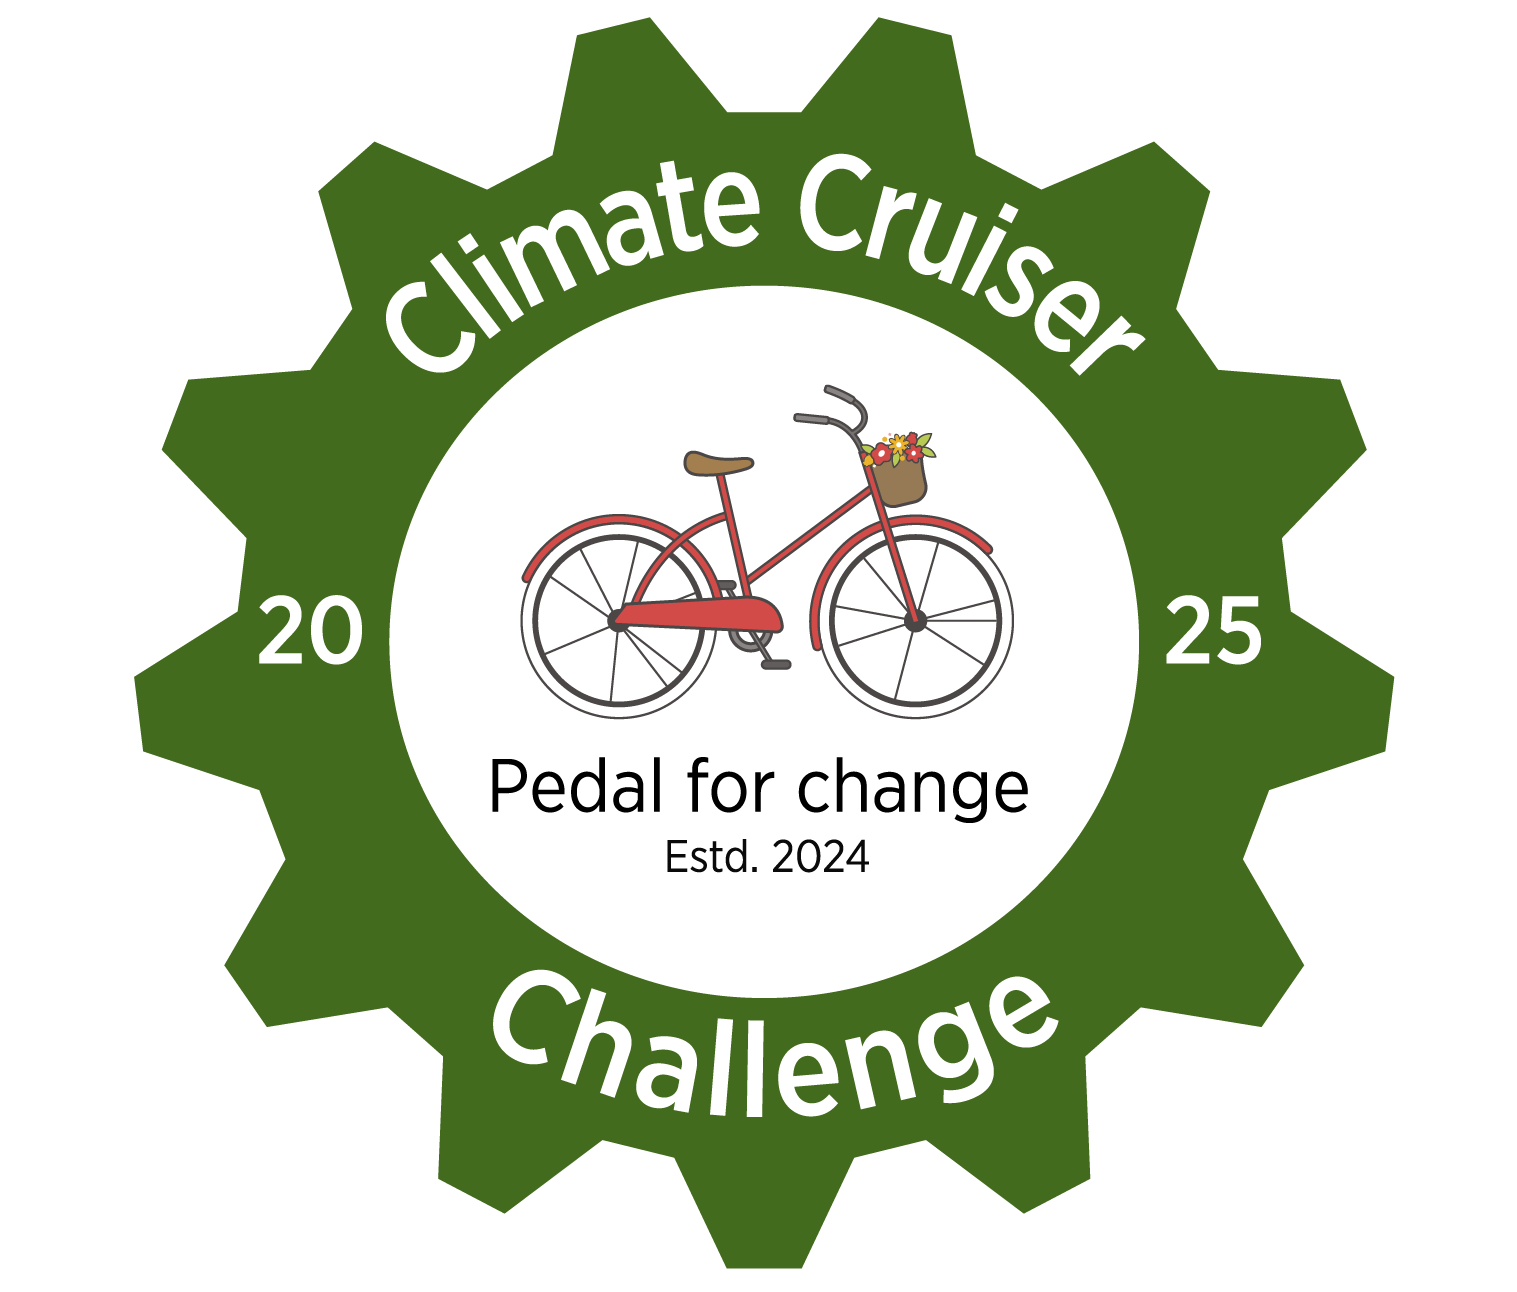 Climate Cruiser
20 25
Pedal for change
Estd. 2024
Challenge